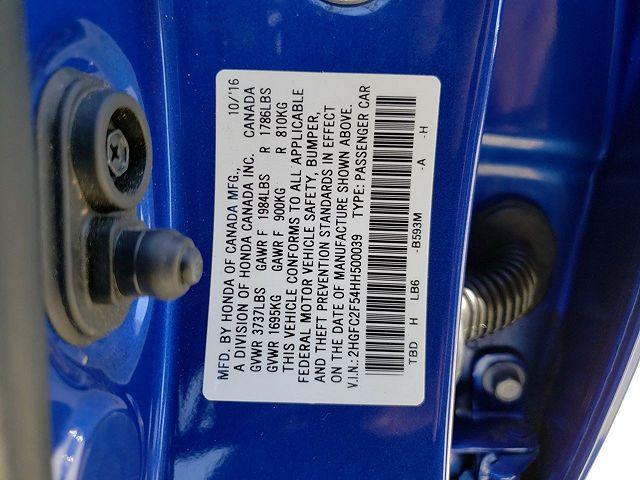 MFD. BY HONDA OF CANADA MFG, 10/16
A DIVISION OF HONDA CANADA INC. CANADA
GVWR 3737LBS GAWR F 1984LBS R 1786LBS
GVWR 1695KG GAWR F 900KG R 810KG
THIS VEHICLE CONFORMS TO ALL APPLICABLE
FEDERAL MOTOR VEHICLE SAFETY, BUMPER,
AND THEFT PREVENTION STANDARDS IN EFFECT
ON THE DATE OF MANUFACTURE SHOWN ABOVE.
V.I.N.: 2HGFC2F54HH500039 TYPE: PASSENGER CAR
TBD H LB6 -B593M -A -H